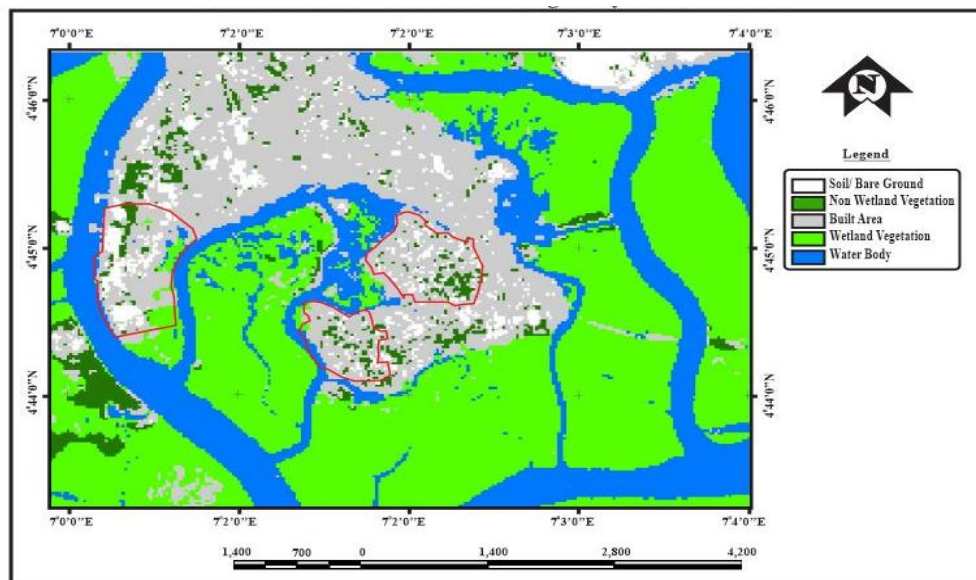 7°0'0"E 7°2'0"E 7°2'0"E 7°3'0"E 7°4'0"E
4°46'0"N 4°46'0"N
N
Legend
Soil/ Bare Ground
Non Wetland Vegetation
Built Area
Wetland Vegetation
Water Body
4°45'0"N 4°45'0"N
4°44'0"N 4°44'0"N
7°0'0"E 7°2'0"E 7°2'0"E 7°3'0"E 7°4'0"E
1,400 700 0 1,400 2,800 4,200